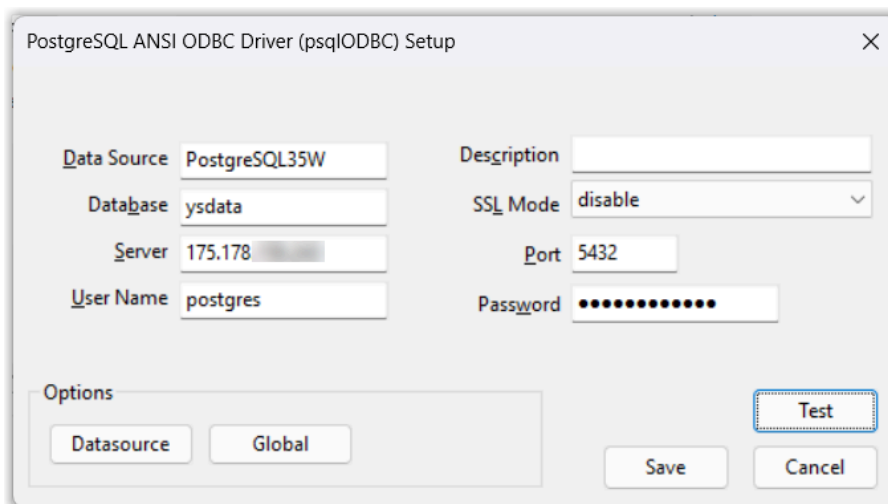 PostgreSQL ANSI ODBC Driver (psqlODBC) Setup
Data Source PostgreSQL35W
Description
Database ysdata
SSL Mode disable
Server 175.178
Port 5432
User Name postgres
Password ••••••••••••
Options
Datasource Global
Test
Save Cancel